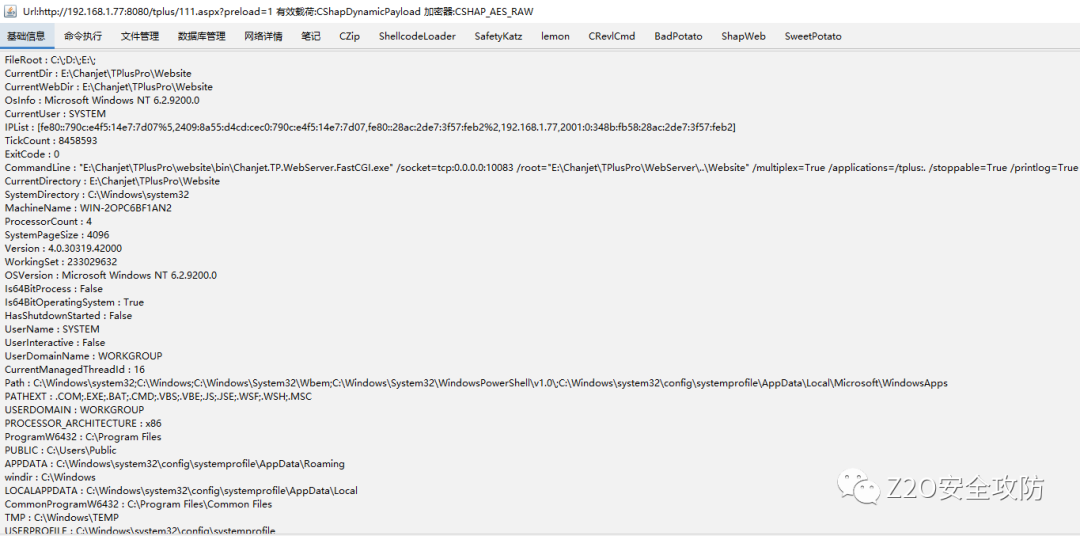 Url:http://192.168.1.77:8080/tplus/111.aspx?preload=1 有效载荷:CShapDynamicPayload 加密器:CSHAP_AES_RAW
基础信息 命令执行 文件管理 数据库管理 网络详情 笔记 CZip ShellcodeLoader SafetyKatz lemon CRevlCmd BadPotato ShapWeb SweetPotato
FileRoot : C:\;D:\;E:\;
CurrentDir : E:\Chanjet\TPlusPro\Website
CurrentWebDir : E:\Chanjet\TPlusPro\Website
OsInfo : Microsoft Windows NT 6.2.9200.0
CurrentUser : SYSTEM
IPList : [fe80::790c:e4f5:14e7:7d07%5,2409:8a55:d4cd:cec0:790c:e4f5:14e7:7d07,fe80::28ac:2de7:3f57:feb2%2,192.168.1.77,2001:0:348b:fb58:28ac:2de7:3f57:feb2]
TickCount : 8458593
ExitCode : 0
CommandLine : "E:\Chanjet\TPlusPro\website\bin\Chanjet.TP.WebServer.FastCGI.exe" /socket=tcp:0.0.0.0:10083 /root="E:\Chanjet\TPlusPro\WebServer\..\Website" /multiplex=True /applications=/tplus:. /stoppable=True /printlog=True
CurrentDirectory : E:\Chanjet\TPlusPro\Website
SystemDirectory : C:\Windows\system32
MachineName : WIN-2OPC6BF1AN2
ProcessorCount : 4
SystemPageSize : 4096
Version : 4.0.30319.42000
WorkingSet : 233029632
OSVersion : Microsoft Windows NT 6.2.9200.0
Is64BitProcess : False
Is64BitOperatingSystem : True
HasShutdownStarted : False
UserName : SYSTEM
UserInteractive : False
UserDomainName : WORKGROUP
CurrentManagedThreadId : 16
Path : C:\Windows\system32;C:\Windows;C:\Windows\System32\Wbem;C:\Windows\System32\WindowsPowerShell\v1.0\;C:\Windows\system32\config\systemprofile\AppData\Local\Microsoft\WindowsApps
PATHEXT : .COM;.EXE;.BAT;.CMD;.VBS;.VBE;.JS;.JSE;.WSF;.WSH;.MSC
USERDOMAIN : WORKGROUP
PROCESSOR_ARCHITECTURE : x86
ProgramW6432 : C:\Program Files
PUBLIC : C:\Users\Public
APPDATA : C:\Windows\system32\config\systemprofile\AppData\Roaming
windir : C:\Windows
LOCALAPPDATA : C:\Windows\system32\config\systemprofile\AppData\Local
CommonProgramW6432 : C:\Program Files\Common Files
TMP : C:\Windows\TEMP
USERPROFILE : C:\Windows\system32\config\systemprofile
Z2O安全攻防